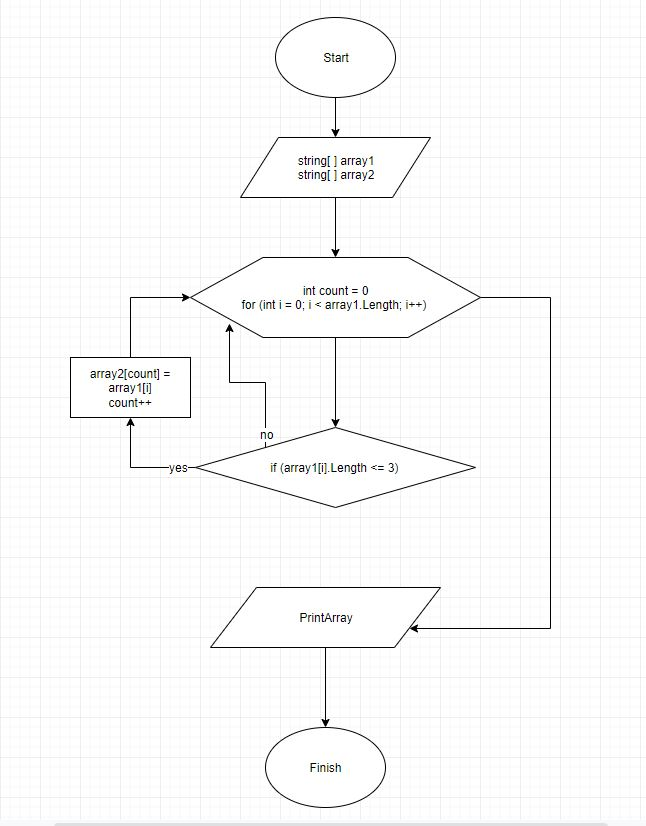 Start
string[ ] array1
string[ ] array2
int count = 0
for (int i = 0; i < array1.Length; i++)
array2[count] =
array1[i]
count++
no
yes
if (array1[i].Length <= 3)
PrintArray
Finish